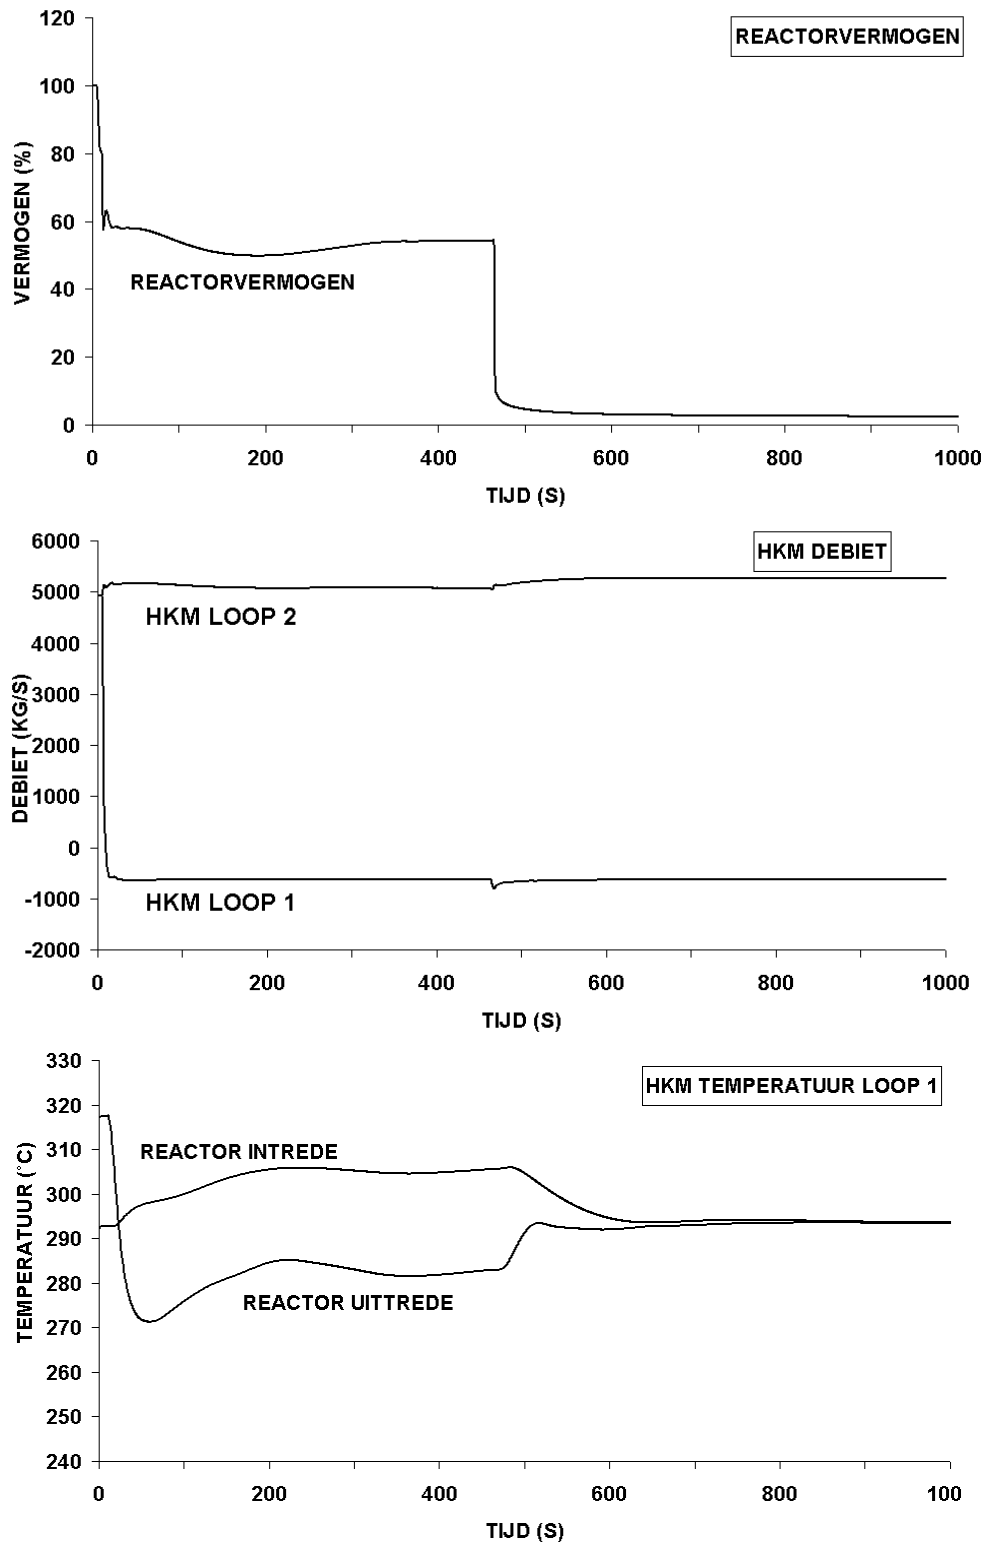 120
REACTORVERMOGEN
100
80
60
40
20
0
VERMOGEN (%)
REACTORVERMOGEN
0 200 400 600 800 1000
TIJD (S)
6000
HKM DEBIET
5000
HKM LOOP 2
4000
3000
2000
1000
0
DEBIET (KG/S)
-1000
HKM LOOP 1
-2000
0 200 400 600 800 1000
TIJD (S)
330
HKM TEMPERATUUR LOOP 1
320
310
REACTOR INTREDE
300
290
280
REACTOR UITTREDE
270
260
250
240
TEMPERATUUR (˚C)
0 200 400 600 800 100
TIJD (S)